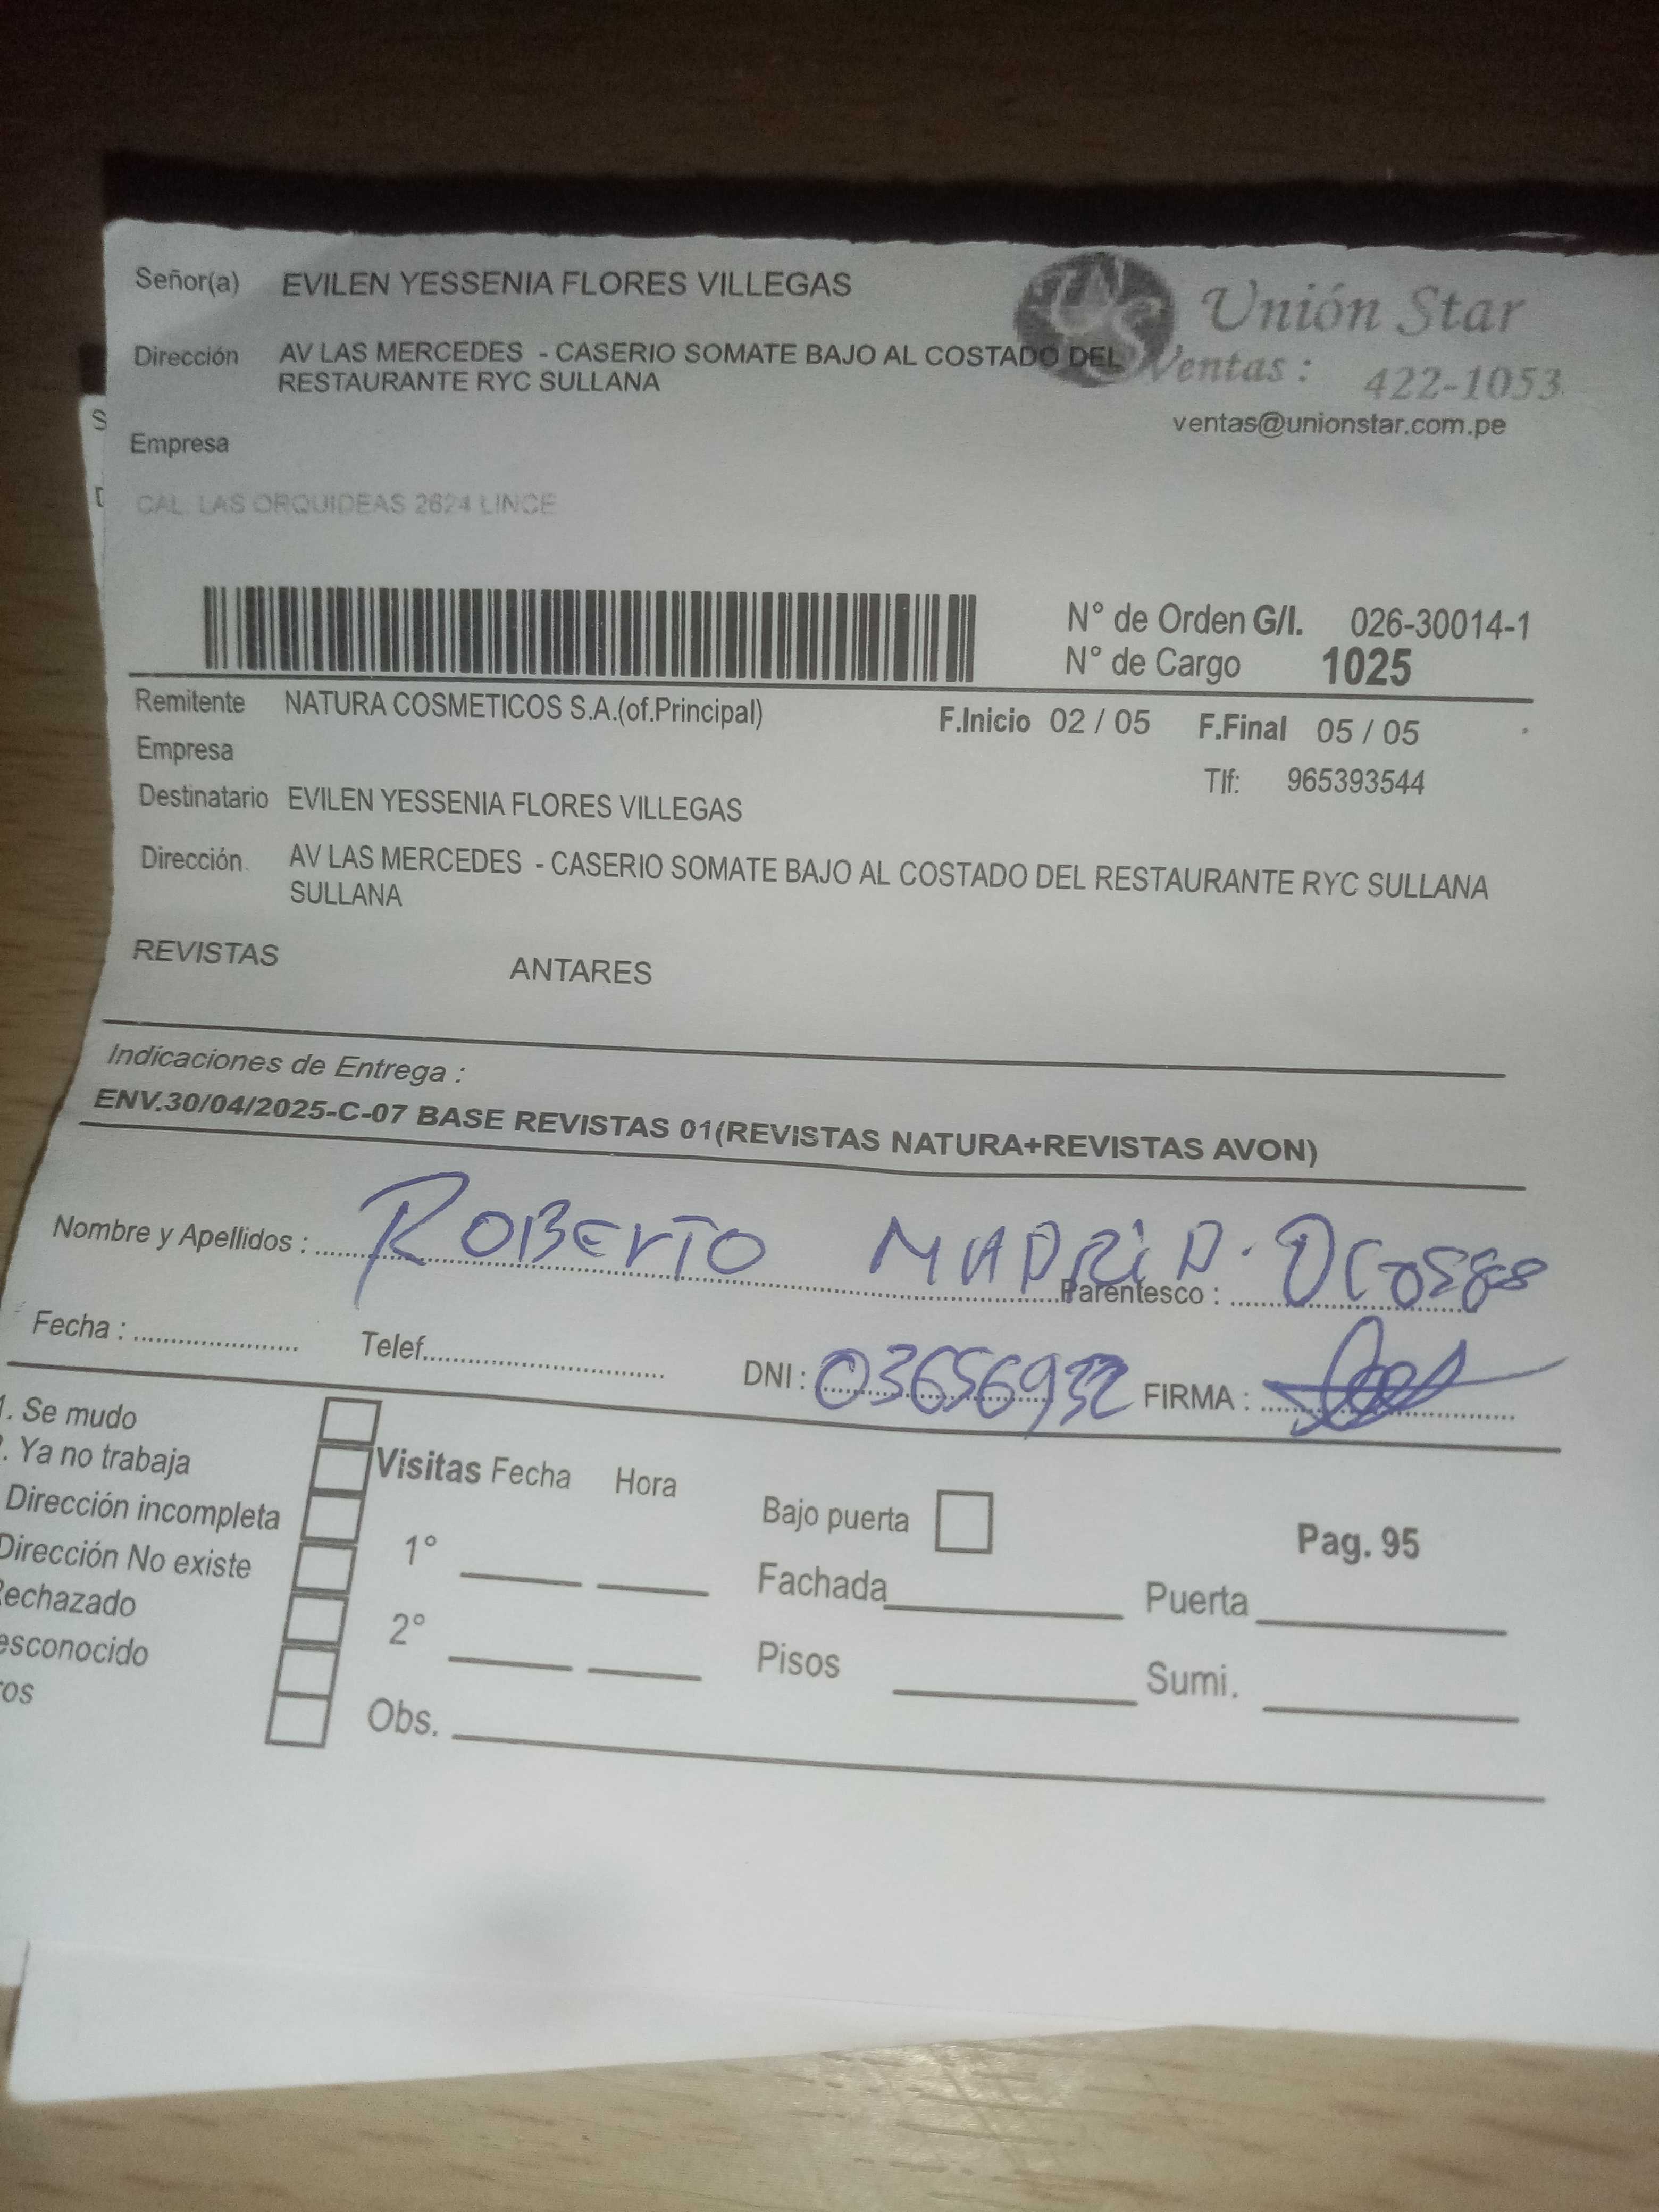 Señor(a) EVILEN YESSENIA FLORES VILLEGAS
Unión Star
Dirección AV LAS MERCEDES - CASERIO SOMATE BAJO AL COSTADO DEL
RESTAURANTE RYC SULLANA
Ventas : 422-1053
ventas@unionstar.com.pe
Empresa
CAL. LAS ORQUIDEAS 2624 LINCE
N° de Orden G/I. 026-30014-1
N° de Cargo 1025
Remitente NATURA COSMETICOS S.A.(of.Principal)
F.Inicio 02 / 05 F.Final 05 / 05
Empresa
Tlf: 965393544
Destinatario EVILEN YESSENIA FLORES VILLEGAS
Dirección. AV LAS MERCEDES - CASERIO SOMATE BAJO AL COSTADO DEL RESTAURANTE RYC SULLANA
SULLANA
REVISTAS ANTARES
Indicaciones de Entrega :
ENV.30/04/2025-C-07 BASE REVISTAS 01(REVISTAS NATURA+REVISTAS AVON)
Nombre y Apellidos : ROBERTO MADRID.
Parentesco :
Fecha : Telef. DNI : 03656932 FIRMA :
1. Se mudo
. Ya no trabaja
Dirección incompleta
Dirección No existe
Rechazado
esconocido
ros
Visitas Fecha Hora
1°
2°
Obs.
Bajo puerta Pag. 95
Fachada Puerta
Pisos Sumi.